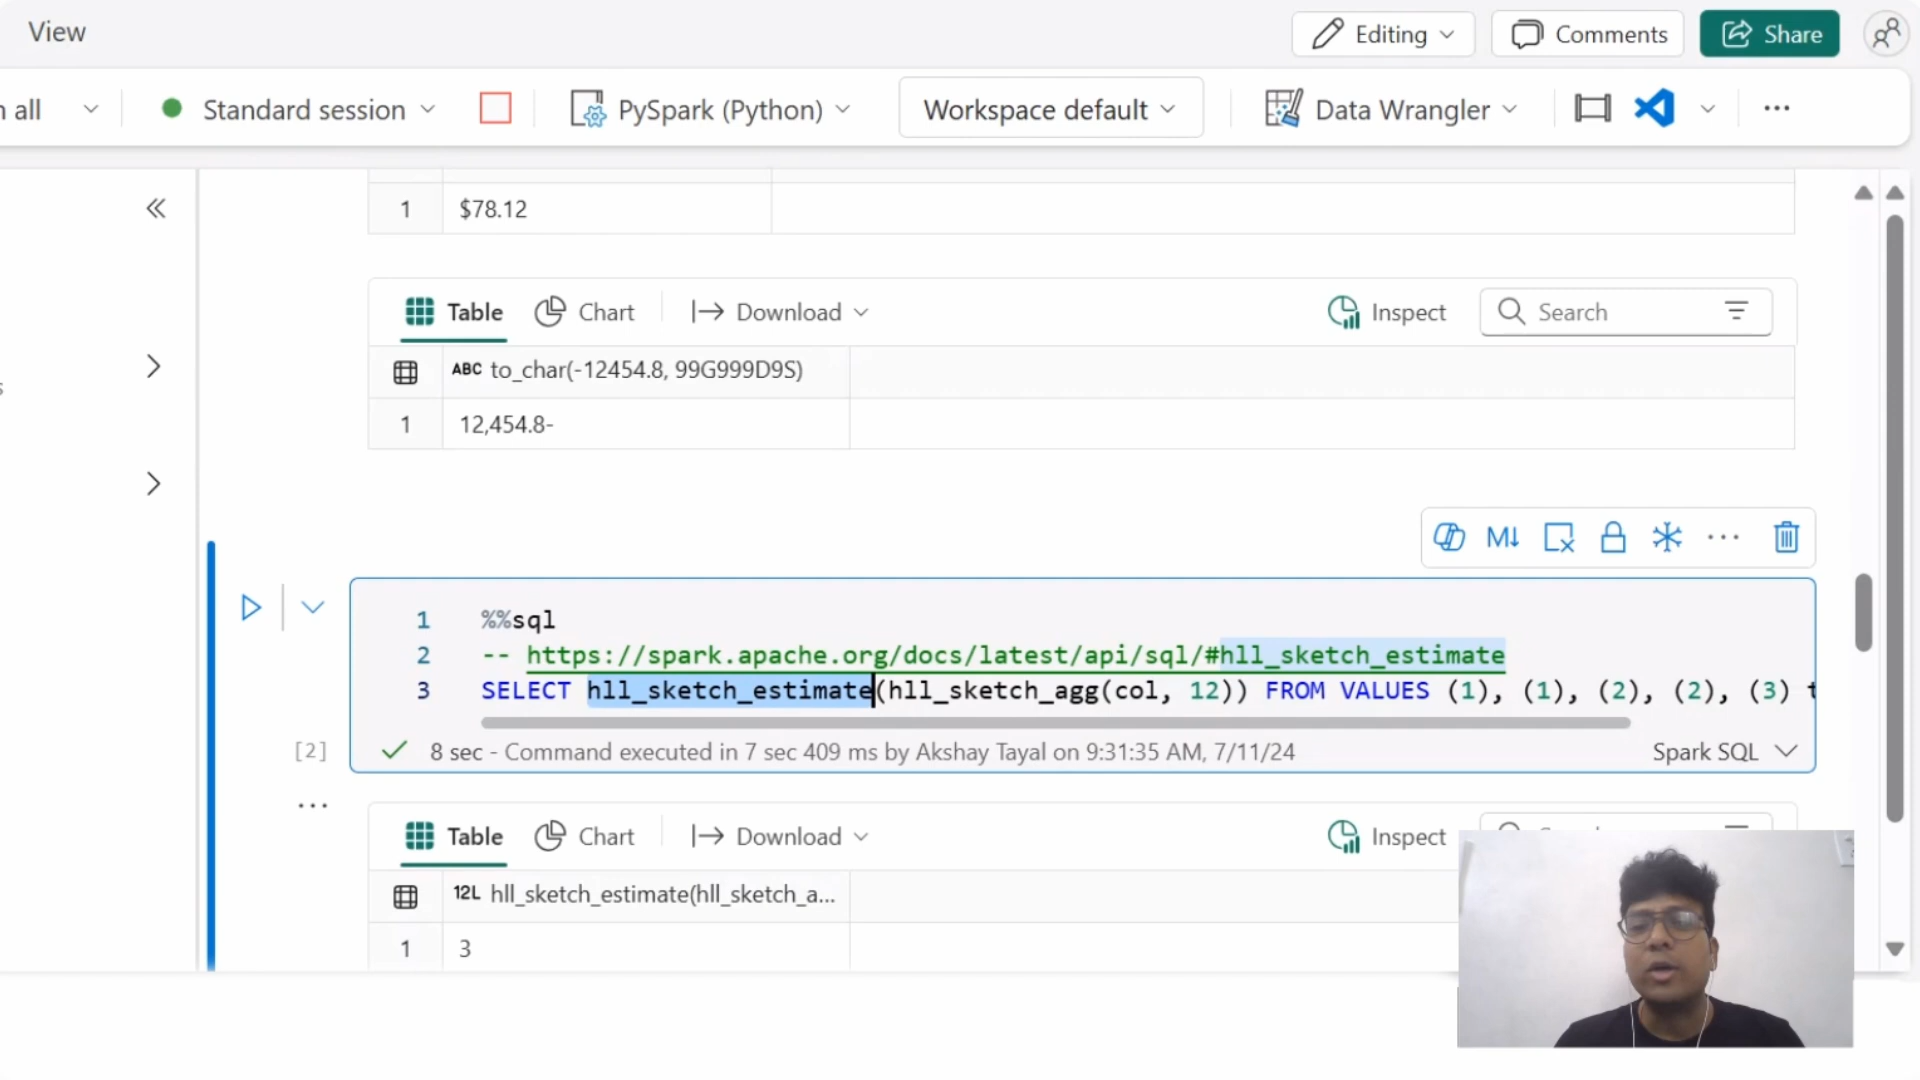 View
Editing
Comments
Share
all
Standard session
PySpark (Python)
Workspace default
Data Wrangler
1 $78.12
Table Chart Download Inspect Search
ABC to_char(-12454.8, 99G999D9S)
1 12,454.8-
M↓
1 %%sql
2 -- https://spark.apache.org/docs/latest/api/sql/#hll_sketch_estimate
3 SELECT hll_sketch_estimate(hll_sketch_agg(col, 12)) FROM VALUES (1), (1), (2), (2), (3) t
[2] 8 sec - Command executed in 7 sec 409 ms by Akshay Tayal on 9:31:35 AM, 7/11/24 Spark SQL
Table Chart Download Inspect
12L hll_sketch_estimate(hll_sketch_a...
1 3